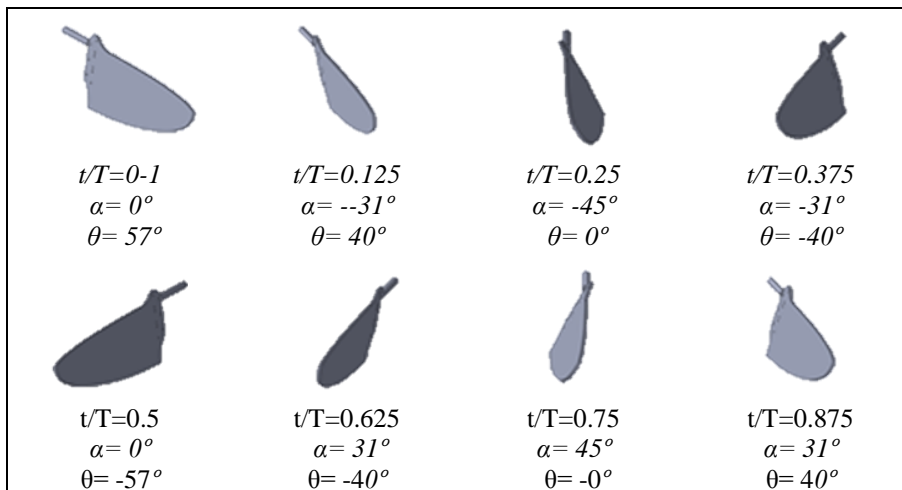 t/T=0-1 t/T=0.125 t/T=0.25 t/T=0.375
α= 0º α= --31º α= -45º α= -31º
θ= 57º θ= 40º θ= 0º θ= -40º
t/T=0.5 t/T=0.625 t/T=0.75 t/T=0.875
α= 0º α= 31º α= 45º α= 31º
θ= -57º θ= -40º θ= -0º θ= 40º